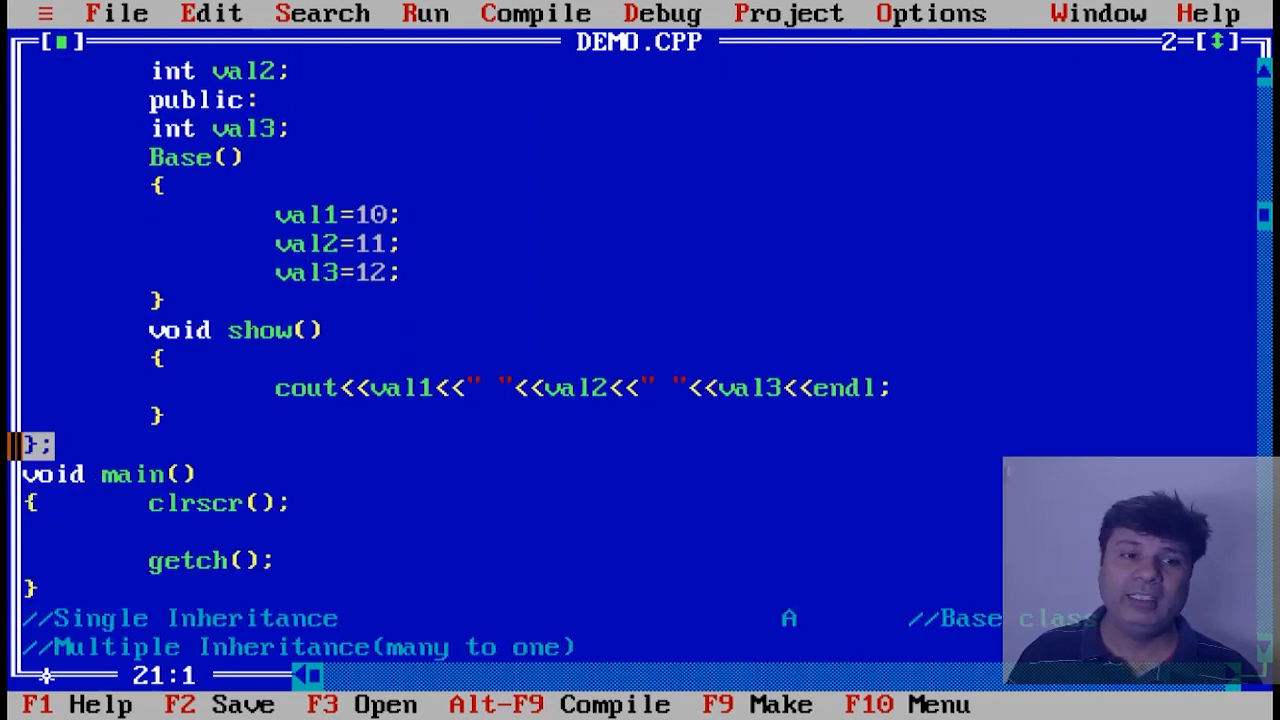 ≡ File Edit Search Run Compile Debug Project Options Window Help
[■] DEMO.CPP 2=[↕]
int val2;
public:
int val3;
Base()
{
val1=10;
val2=11;
val3=12;
}
void show()
{
cout<<val1<<" "<<val2<<" "<<val3<<endl;
}
};
void main()
{ clrscr();
getch();
}
//Single Inheritance A //Base class
//Multiple Inheritance(many to one)
21:1
F1 Help F2 Save F3 Open Alt-F9 Compile F9 Make F10 Menu